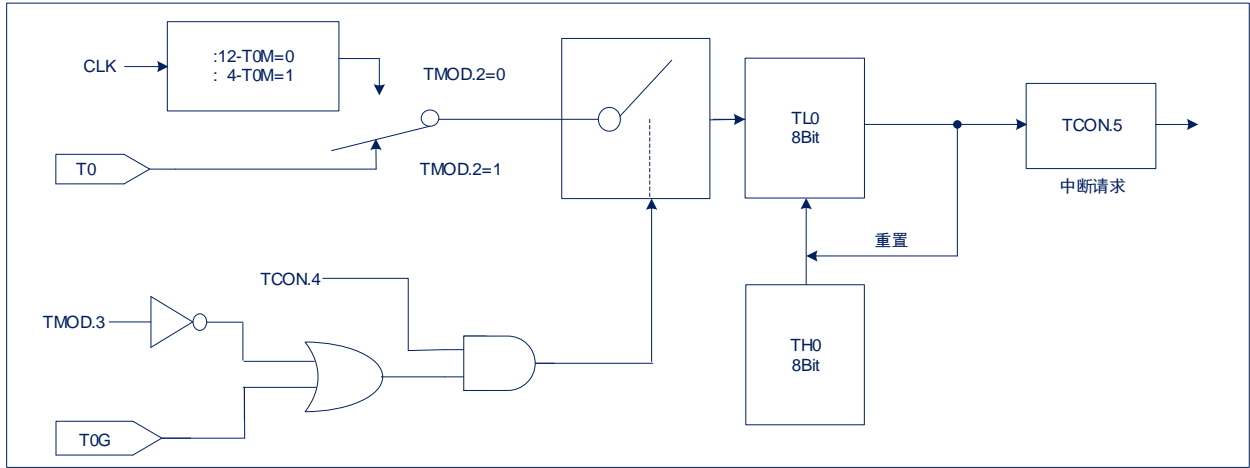 CLK
:12-T0M=0
: 4-T0M=1
TMOD.2=0
T0
TMOD.2=1
TL0
8Bit
TCON.5
中断请求
重置
TCON.4
TMOD.3
TH0
8Bit
T0G